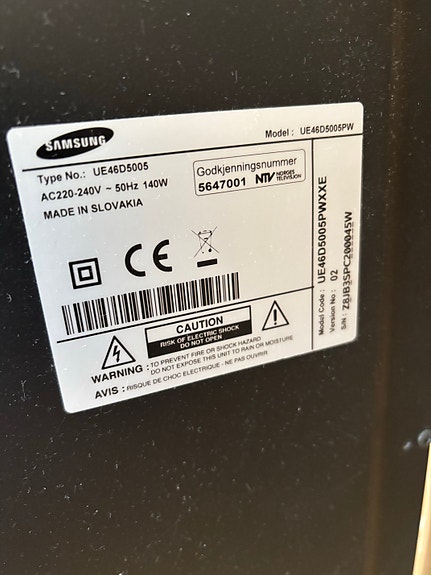 SAMSUNG
Model : UE46D5005PW
Type No.: UE46D5005
AC220-240V ~ 50Hz 140W
MADE IN SLOVAKIA
Godkjenningsnummer
5647001 NTV NORGES TELEVISJON
CE
CAUTION
RISK OF ELECTRIC SHOCK
DO NOT OPEN
WARNING : TO PREVENT FIRE OR SHOCK HAZARD
DO NOT EXPOSE THIS UNIT TO RAIN OR MOISTURE
AVIS : RISQUE DE CHOC ELECTRIQUE - NE PAS OUVRIR.
Model Code : UE46D5005PWXXE
Version No : 02
S/N : Z8JB3SPC200045W